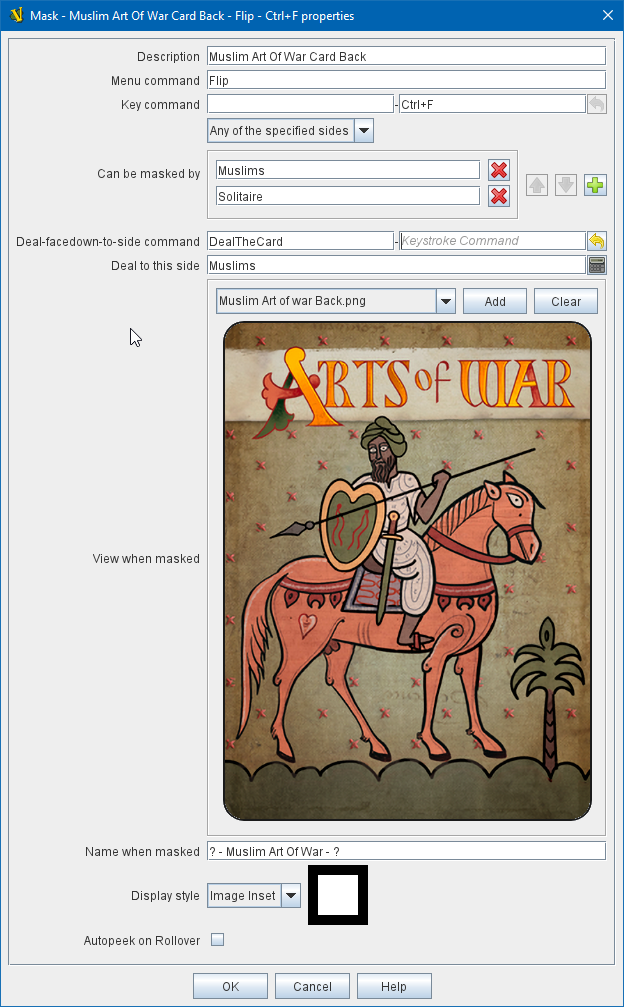 Mask - Muslim Art Of War Card Back - Flip - Ctrl+F properties
Description Muslim Art Of War Card Back
Menu command Flip
Key command - Ctrl+F
Any of the specified sides
Can be masked by Muslims
Solitaire
Deal-facedown-to-side command DealTheCard - Keystroke Command
Deal to this side Muslims
Muslim Art of war Back.png Add Clear
ARTS of WAR
View when masked
Name when masked ? - Muslim Art Of War - ?
Display style Image Inset
Autopeek on Rollover
OK Cancel Help